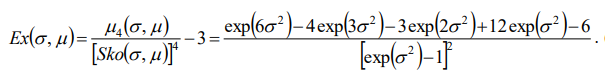 Ex(σ, μ) = μ₄(σ, μ) / [Sko(σ, μ)]⁴ − 3 = exp(6σ²)−4exp(3σ²)−3exp(2σ²)+12exp(σ²)−6 / [exp(σ²)−1]² .